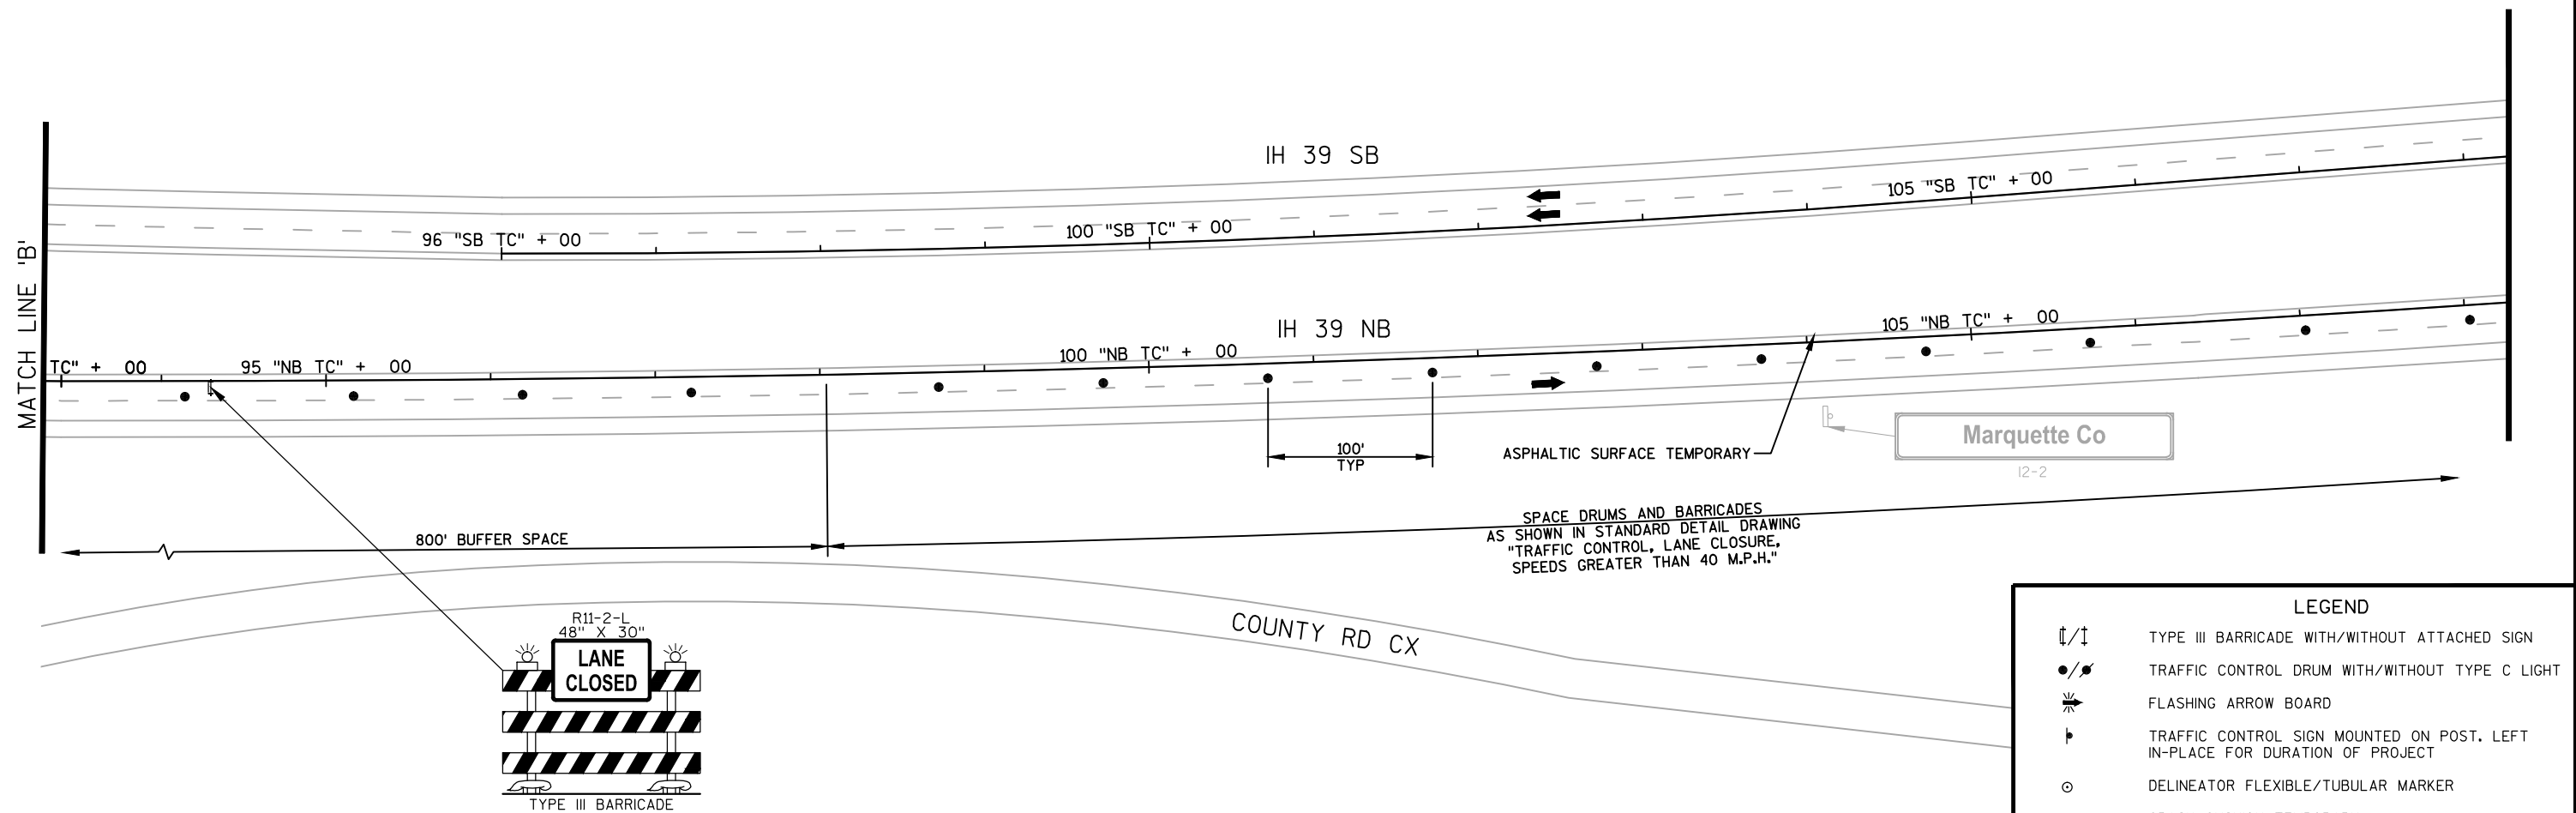 IH 39 SB
96 "SB TC" + 00
100 "SB TC" + 00
105 "SB TC" + 00
MATCH LINE 'B'
IH 39 NB
TC" + 00
95 "NB TC" + 00
100 "NB TC" + 00
105 "NB TC" + 00
100'
TYP
ASPHALTIC SURFACE TEMPORARY
Marquette Co
I2-2
800' BUFFER SPACE
SPACE DRUMS AND BARRICADES
AS SHOWN IN STANDARD DETAIL DRAWING
"TRAFFIC CONTROL, LANE CLOSURE,
SPEEDS GREATER THAN 40 M.P.H."
COUNTY RD CX
R11-2-L
48" X 30"
LANE
CLOSED
TYPE III BARRICADE
LEGEND
TYPE III BARRICADE WITH/WITHOUT ATTACHED SIGN
TRAFFIC CONTROL DRUM WITH/WITHOUT TYPE C LIGHT
FLASHING ARROW BOARD
TRAFFIC CONTROL SIGN MOUNTED ON POST. LEFT
IN-PLACE FOR DURATION OF PROJECT
DELINEATOR FLEXIBLE/TUBULAR MARKER